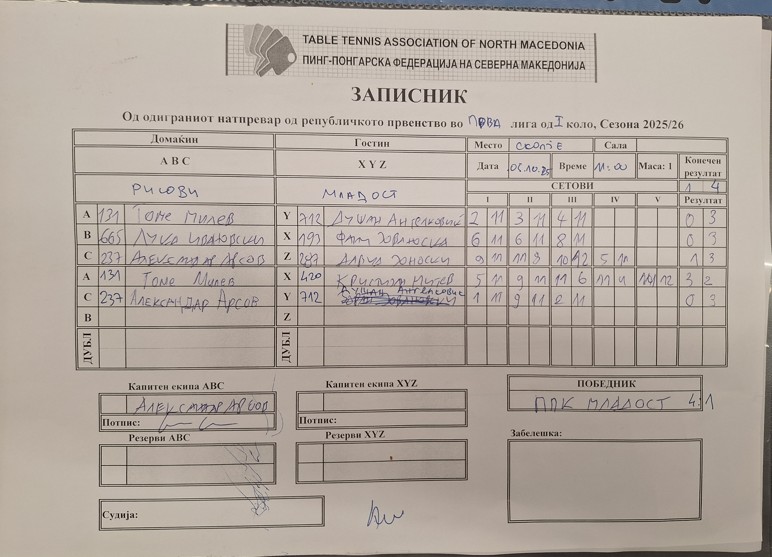 TABLE TENNIS ASSOCIATION OF NORTH MACEDONIA
ПИНГ-ПОНГАРСКА ФЕДЕРАЦИЈА НА СЕВЕРНА МАКЕДОНИЈА
ЗАПИСНИК
Од одиграниот натпревар од републичкото првенство во ПРВА лига од I коло, Сезона 2025/26
Домаќин Гостин Место СКОПЈЕ Сала
A B C X Y Z Дата 05.10.25 Време 11:00 Маса: 1 Конечен резултат
РИСОВИ МЛАДОСТ СЕТОВИ 1 4
I II III IV V Резултат
A 131 ТОМЕ МИЛЕВ Y 712 ДУШАН АНГЕЛКОВИЌ 2 11 3 11 4 11 0 3
B 665 ЛУКА X 193 6 11 6 11 8 11 0 3
C 237 АЛЕКСАНДАР АРСОВ Z 287 9 11 11 3 10 12 5 11 1 3
A 131 ТОМЕ МИЛЕВ X 420 5 11 9 11 11 6 11 12 3 2
C 237 АЛЕКСАНДАР АРСОВ Y 712 ДУШАН АНГЕЛКОВИЌ 1 11 9 11 2 11 0 3
B Z
ДУБЛ ДУБЛ
Капитен екипа ABC Капитен екипа XYZ ПОБЕДНИК
АЛЕКСАНДАР АРСОВ ППК МЛАДОСТ 4:1
Потпис: Потпис:
Резерви ABC Резерви XYZ Забелешка:
Судија: